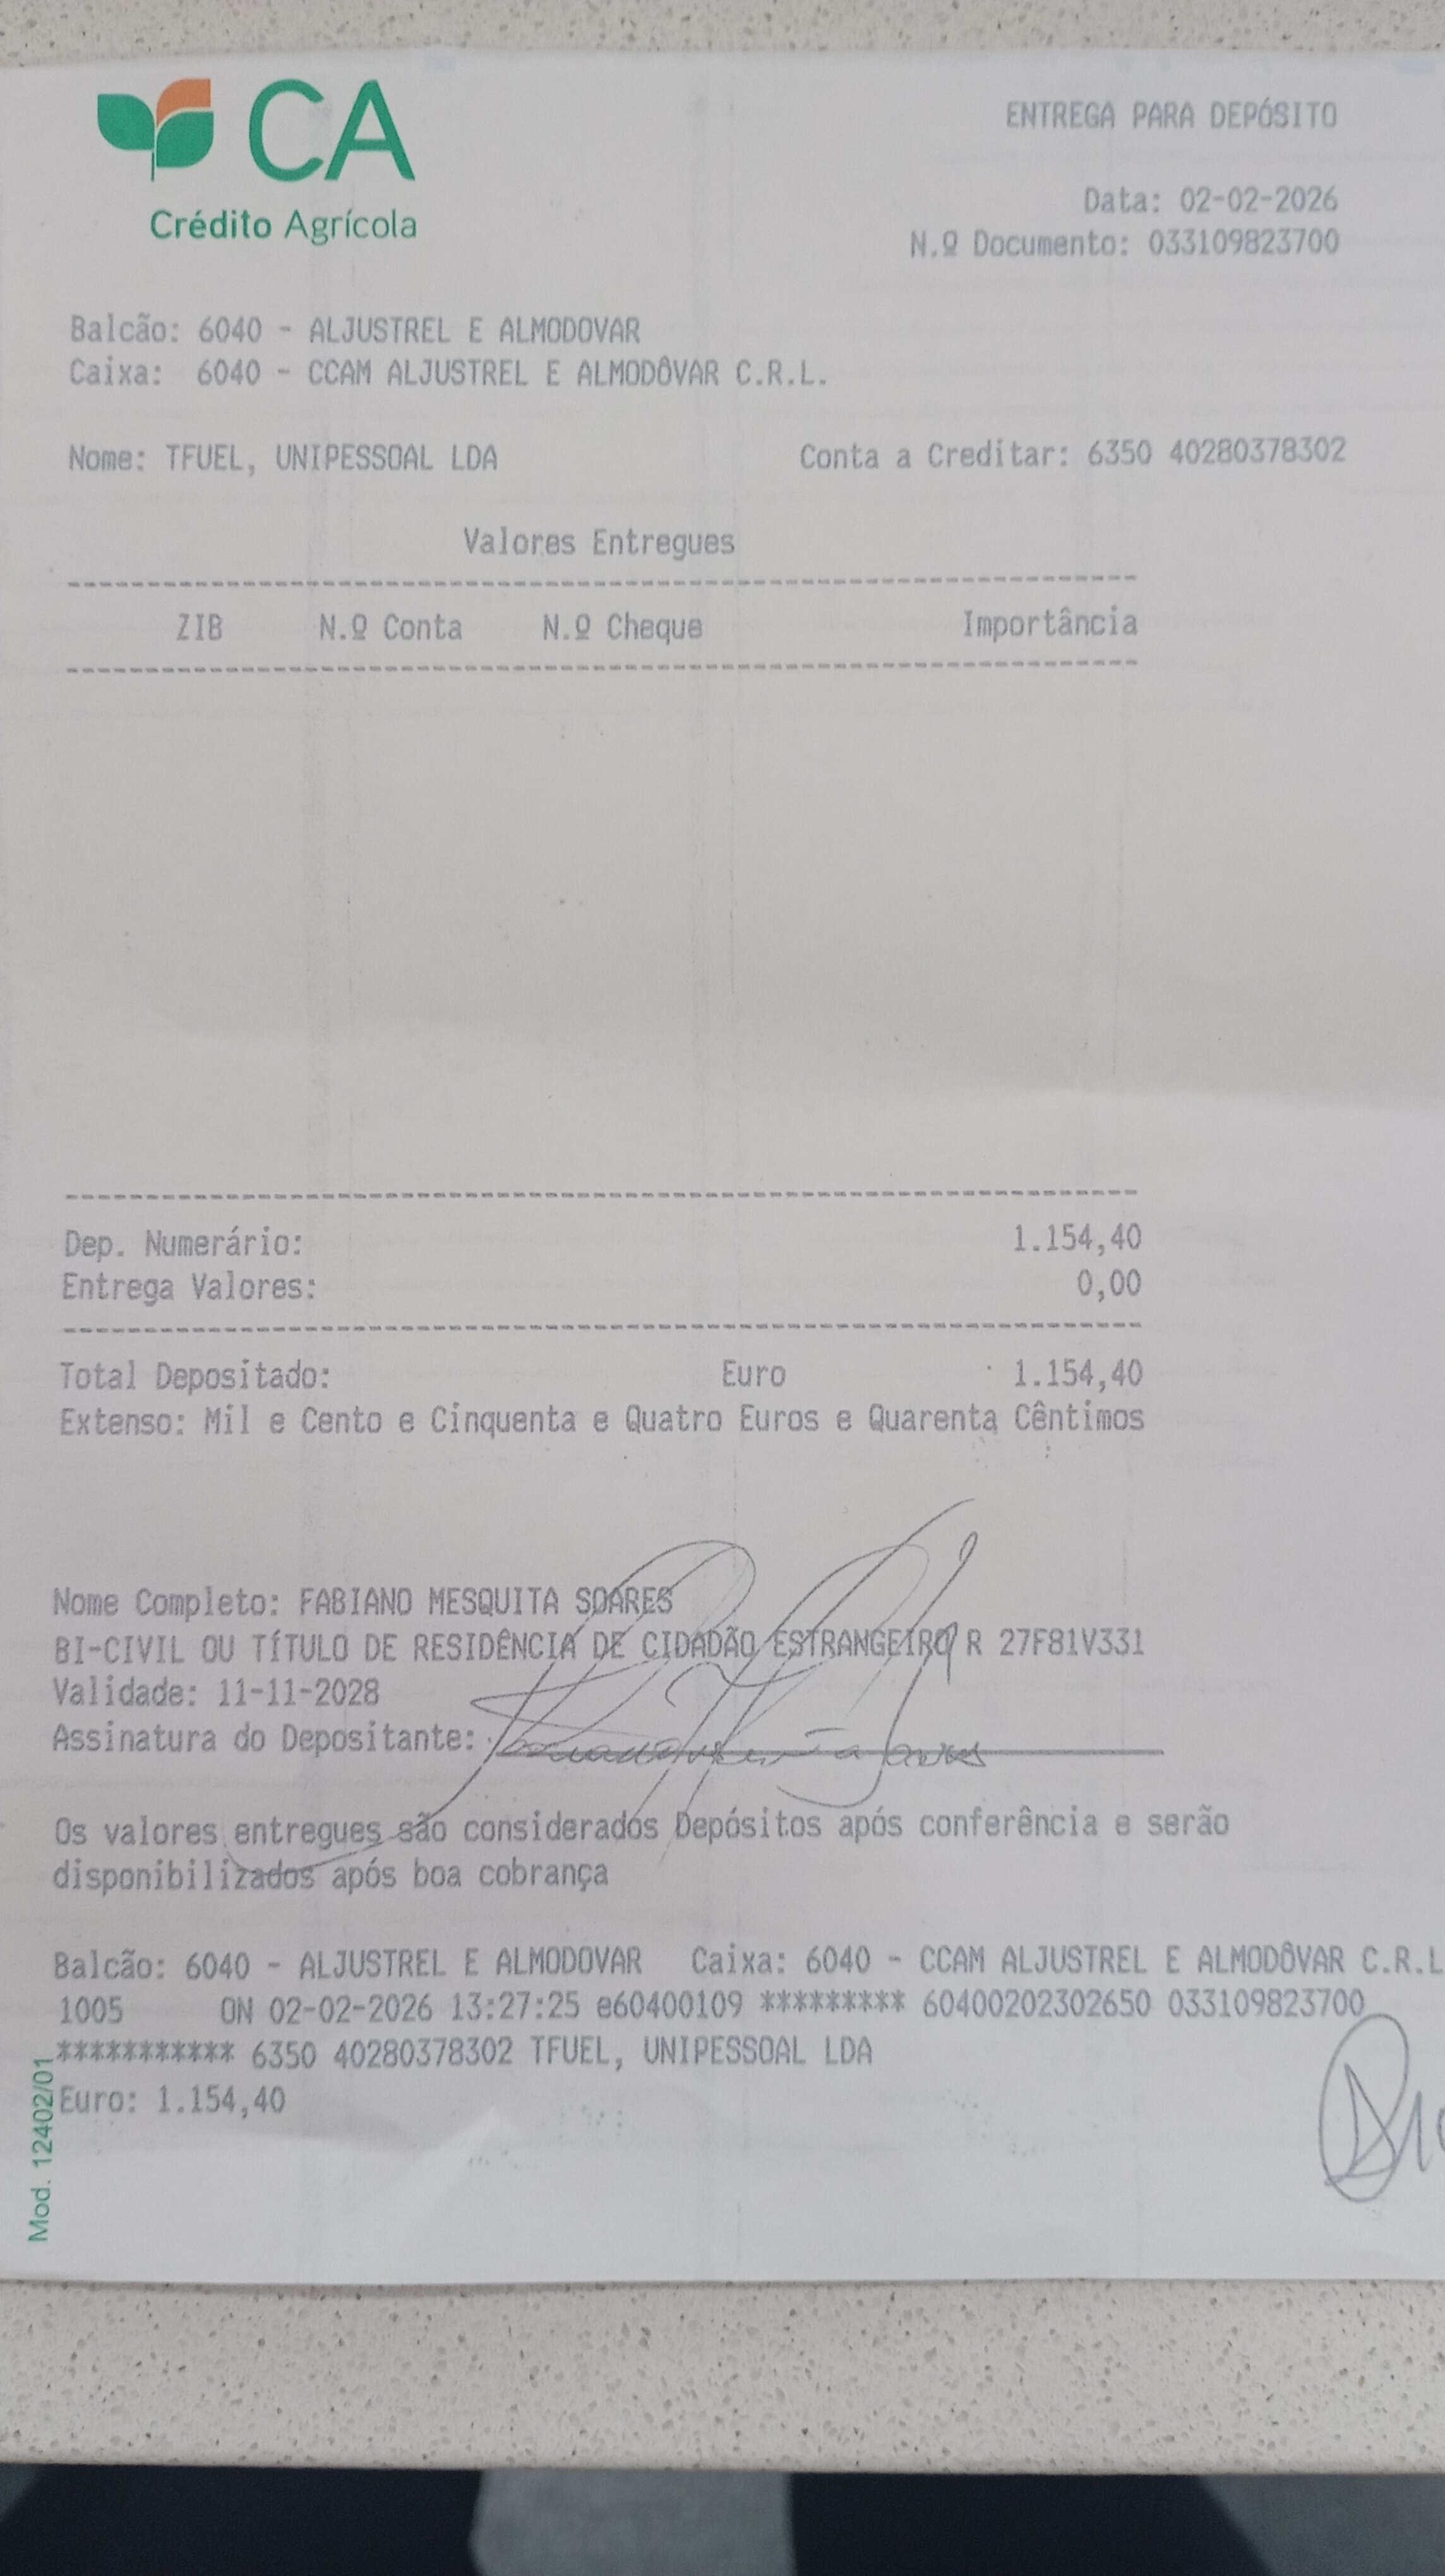 CA
Crédito Agrícola
ENTREGA PARA DEPÓSITO
Data: 02-02-2026
N.º Documento: 033109823700
Balcão: 6040 - ALJUSTREL E ALMODOVAR
Caixa: 6040 - CCAM ALJUSTREL E ALMODÔVAR C.R.L.
Nome: TFUEL, UNIPESSOAL LDA Conta a Creditar: 6350 40280378302
Valores Entregues
ZIB N.º Conta N.º Cheque Importância
Dep. Numerário: 1.154,40
Entrega Valores: 0,00
Total Depositado: Euro 1.154,40
Extenso: Mil e Cento e Cinquenta e Quatro Euros e Quarenta Cêntimos
Nome Completo: FABIANO MESQUITA SOARES
BI-CIVIL OU TÍTULO DE RESIDÊNCIA DE CIDADÃO ESTRANGEIRO R 27F81V331
Validade: 11-11-2028
Assinatura do Depositante:
Os valores entregues são considerados Depósitos após conferência e serão
disponibilizados após boa cobrança
Balcão: 6040 - ALJUSTREL E ALMODOVAR Caixa: 6040 - CCAM ALJUSTREL E ALMODÔVAR C.R.L
1005 ON 02-02-2026 13:27:25 e60400109 ********* 60400202302650 033109823700
*********** 6350 40280378302 TFUEL, UNIPESSOAL LDA
Euro: 1.154,40
Mod. 12402/01